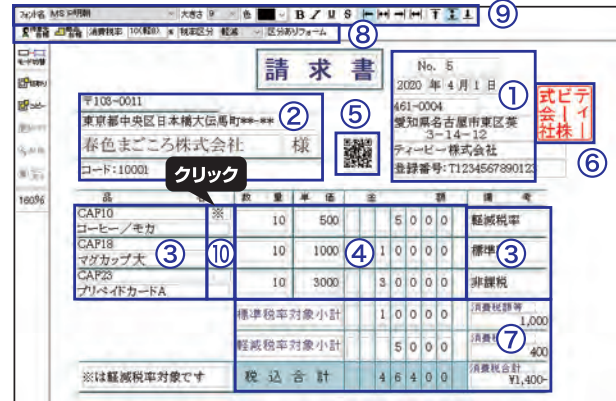 フォント名 MS P明朝 大きさ 9 色 B I U S ⑨
消費税率 10(軽8) % 税率区分 軽減 区分ありフォーム ⑧
請求書
No. 5
2020 年 4月 1 日 ①
461-0004
愛知県名古屋市東区葵
3-14-12
ティービー株式会社
登録番号:T1234567890123
ティー
ビー株
式会社
⑥
〒103-0011
東京都中央区日本橋大伝馬町**-** ②
春色まごころ株式会社 様
コード:10001
⑤
クリック
160%
品 名 数 量 単 価 金 額 備 考
CAP10 ※ 10 500 5000 軽減税率
コーヒー/モカ
CAP18 10 1000 ④ 10000 標準 ③
マグカップ大 ③ ⑩
CAP23 10 3000 30000 非課税
プリペイドカードA
標準税率対象小計 10000 消費税額等
1,000
軽減税率対象小計 5000 消費 ⑦
400
※は軽減税率対象です 税込合計 46400 消費税合計
¥1,400-